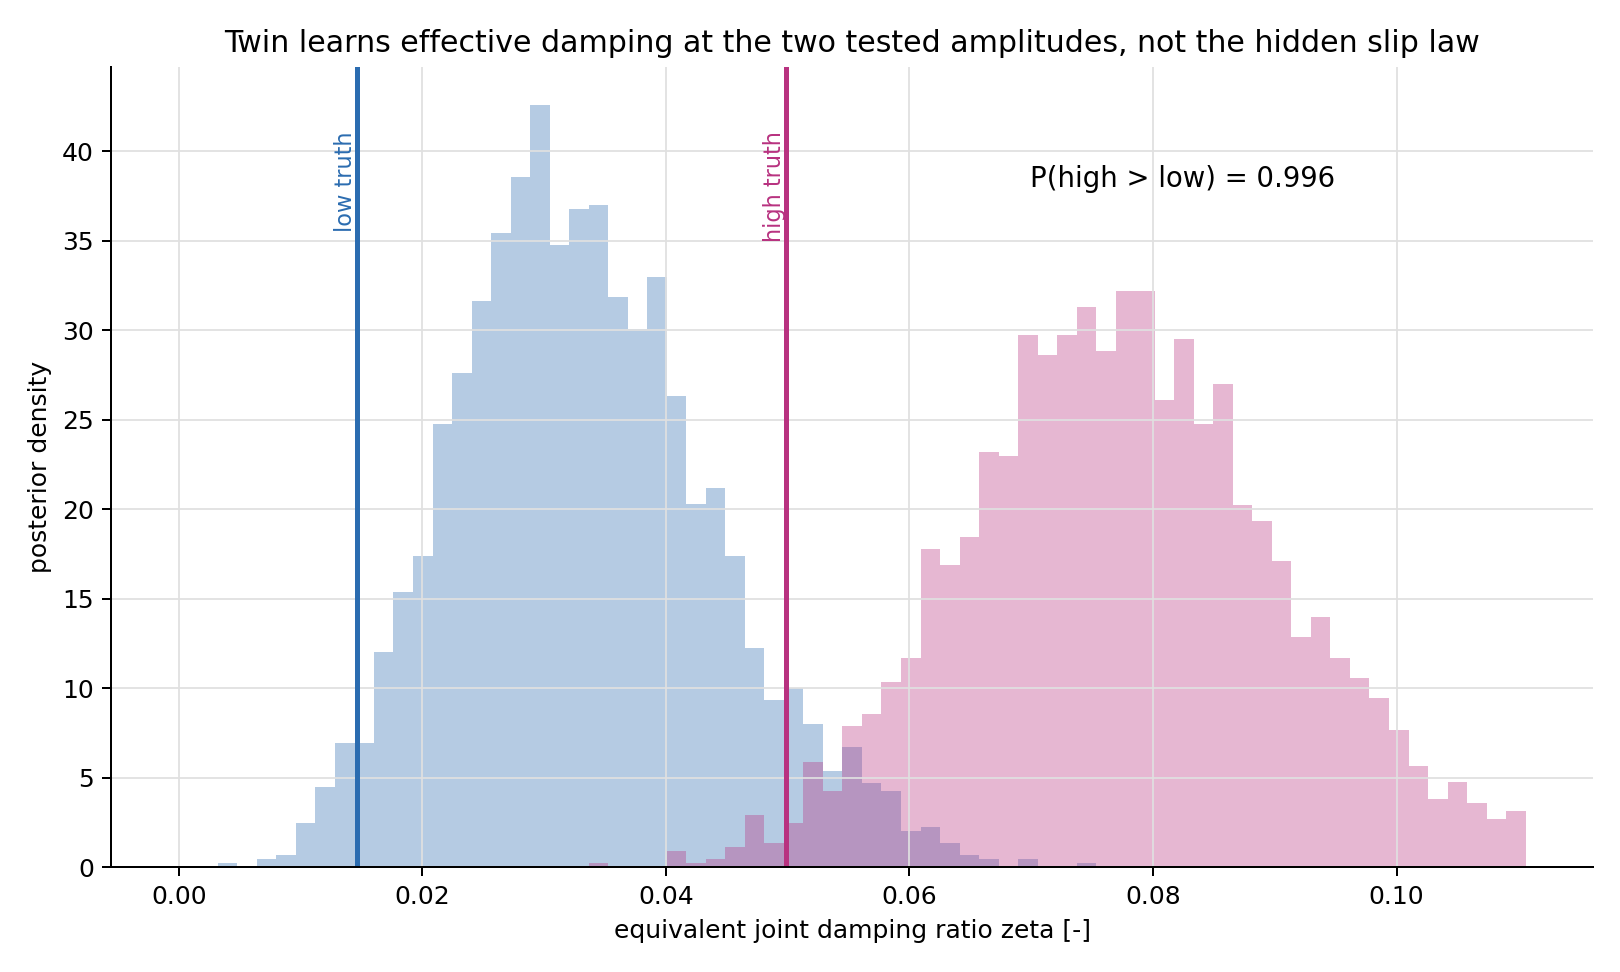 Twin learns effective damping at the two tested amplitudes, not the hidden slip law
low truth
high truth
P(high > low) = 0.996
posterior density
40
35
30
25
20
15
10
5
0
0.00 0.02 0.04 0.06 0.08 0.10
equivalent joint damping ratio zeta [-]